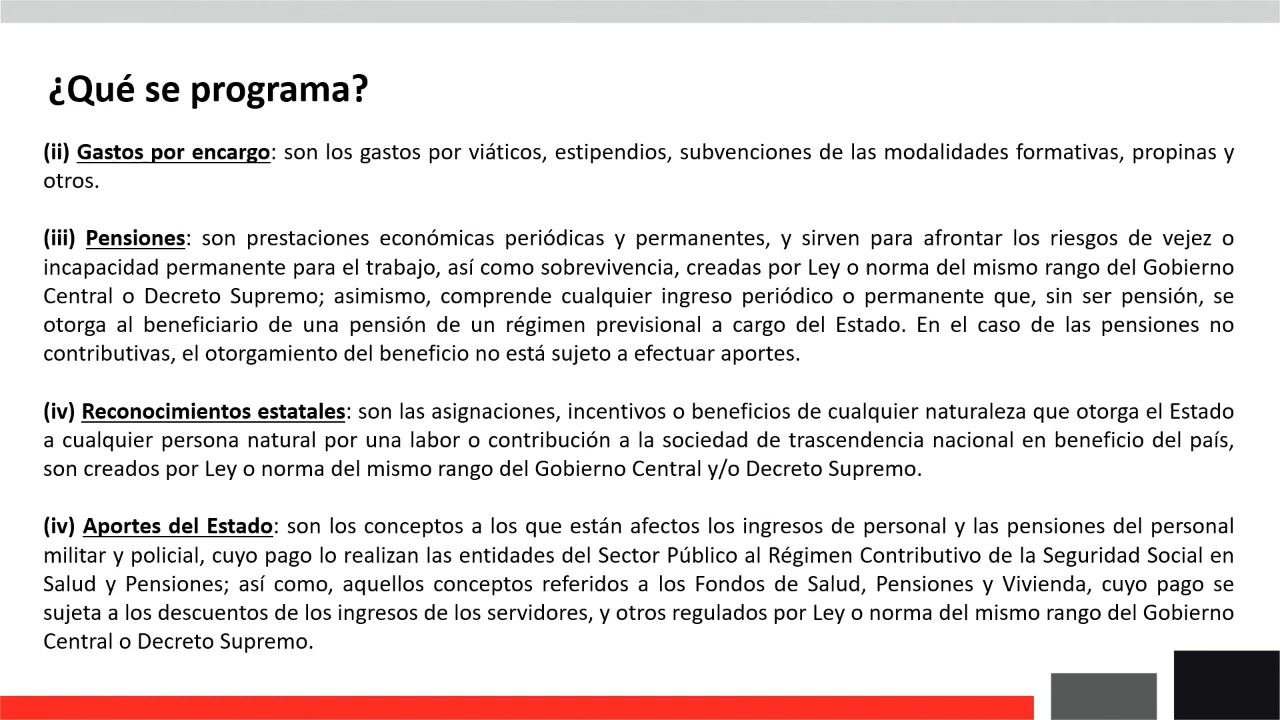 ¿Qué se programa?
(ii) Gastos por encargo: son los gastos por viáticos, estipendios, subvenciones de las modalidades formativas, propinas y
otros.
(iii) Pensiones: son prestaciones económicas periódicas y permanentes, y sirven para afrontar los riesgos de vejez o
incapacidad permanente para el trabajo, así como sobrevivencia, creadas por Ley o norma del mismo rango del Gobierno
Central o Decreto Supremo; asimismo, comprende cualquier ingreso periódico o permanente que, sin ser pensión, se
otorga al beneficiario de una pensión de un régimen previsional a cargo del Estado. En el caso de las pensiones no
contributivas, el otorgamiento del beneficio no está sujeto a efectuar aportes.
(iv) Reconocimientos estatales: son las asignaciones, incentivos o beneficios de cualquier naturaleza que otorga el Estado
a cualquier persona natural por una labor o contribución a la sociedad de trascendencia nacional en beneficio del país,
son creados por Ley o norma del mismo rango del Gobierno Central y/o Decreto Supremo.
(iv) Aportes del Estado: son los conceptos a los que están afectos los ingresos de personal y las pensiones del personal
militar y policial, cuyo pago lo realizan las entidades del Sector Público al Régimen Contributivo de la Seguridad Social en
Salud y Pensiones; así como, aquellos conceptos referidos a los Fondos de Salud, Pensiones y Vivienda, cuyo pago se
sujeta a los descuentos de los ingresos de los servidores, y otros regulados por Ley o norma del mismo rango del Gobierno
Central o Decreto Supremo.